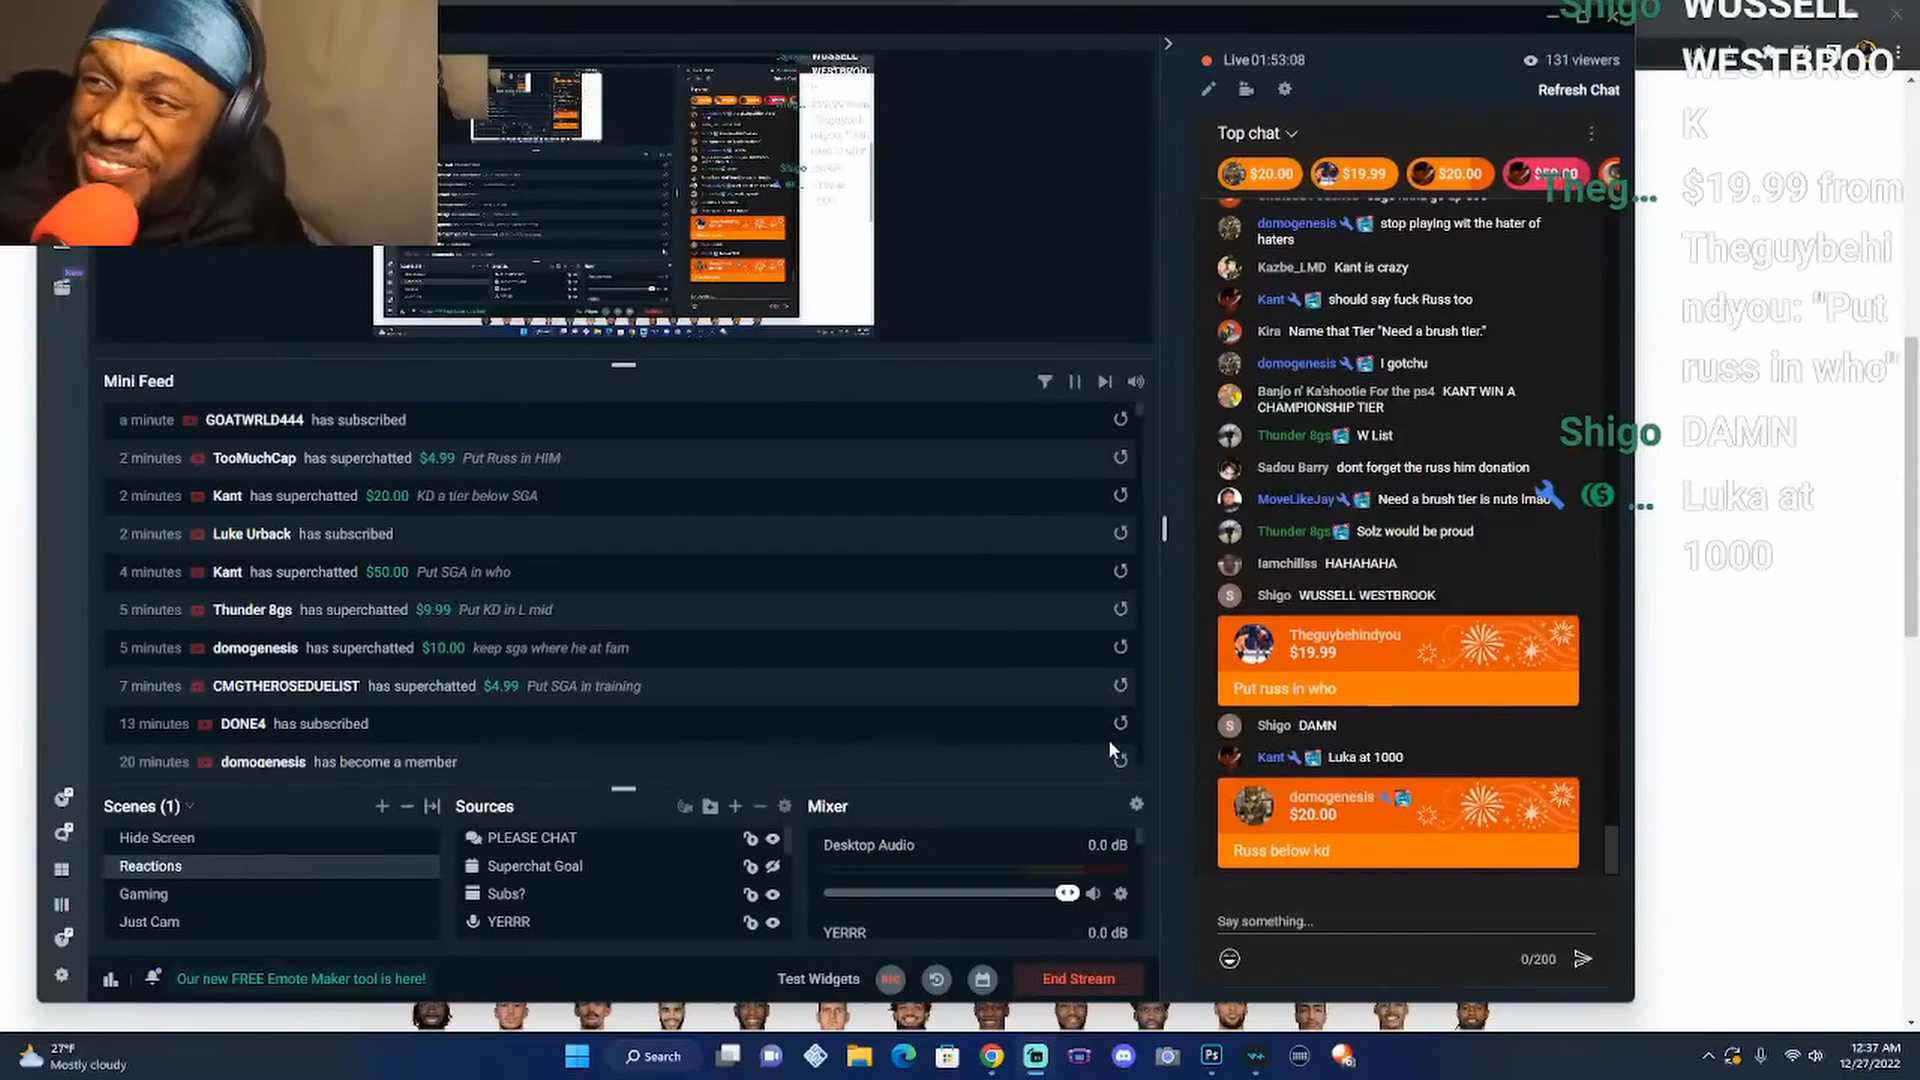 Live 01:53:08
131 viewers
Refresh Chat
Top chat
$20.00
$19.99
$20.00
$50.00
domogenesis stop playing wit the hater of
haters
Kazbe_LMD Kant is crazy
Kant should say fuck Russ too
Kira Name that Tier "Need a brush tier."
domogenesis I gotchu
Banjo n' Ka'shootie For the ps4 KANT WIN A
CHAMPIONSHIP TIER
Thunder 8gs W List
Sadou Barry dont forget the russ him donation
MoveLikeJay Need a brush tier is nuts lmao
Thunder 8gs Solz would be proud
Iamchillss HAHAHAHA
S Shigo WUSSELL WESTBROOK
Theguybehindyou
$19.99
Put russ in who
S Shigo DAMN
Kant Luka at 1000
domogenesis
$20.00
Russ below kd
Say something...
0/200
Shigo WUSSELL
WESTBROO
K
Theg... $19.99 from
Theguybehi
ndyou: "Put
russ in who"
Shigo DAMN
... Luka at
1000
New
Mini Feed
a minute GOATWRLD444 has subscribed
2 minutes TooMuchCap has superchatted $4.99 Put Russ in HIM
2 minutes Kant has superchatted $20.00 KD a tier below SGA
2 minutes Luke Urback has subscribed
4 minutes Kant has superchatted $50.00 Put SGA in who
5 minutes Thunder 8gs has superchatted $9.99 Put KD in L mid
5 minutes domogenesis has superchatted $10.00 keep sga where he at fam
7 minutes CMGTHEROSEDUELIST has superchatted $4.99 Put SGA in training
13 minutes DONE4 has subscribed
20 minutes domogenesis has become a member
Scenes (1)
Hide Screen
Reactions
Gaming
Just Cam
Sources
PLEASE CHAT
Superchat Goal
Subs?
YERRR
Mixer
Desktop Audio 0.0 dB
YERRR 0.0 dB
Our new FREE Emote Maker tool is here!
Test Widgets
REC
End Stream
27°F
Mostly cloudy
Search
12:37 AM
12/27/2022